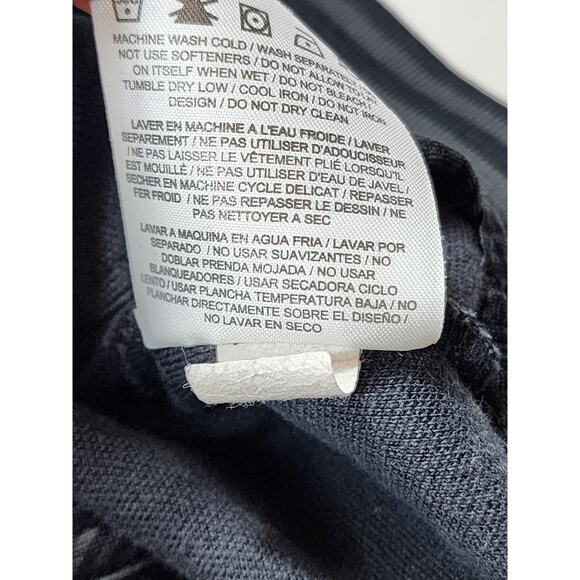 MACHINE WASH COLD / WASH SEPARATELY / DO
NOT USE SOFTENERS / DO NOT ALLOW TO LAY
ON ITSELF WHEN WET / DO NOT BLEACH /
TUMBLE DRY LOW / COOL IRON / DO NOT IRON
DESIGN / DO NOT DRY CLEAN
LAVER EN MACHINE A L'EAU FROIDE / LAVER
SEPAREMENT / NE PAS UTILISER D'ADOUCISSEUR
/ NE PAS LAISSER LE VÊTEMENT PLIÉ LORSQU'IL
EST MOUILLÉ / NE PAS UTILISER D'EAU DE JAVEL /
SECHER EN MACHINE CYCLE DELICAT / REPASSER
FER FROID / NE PAS REPASSER LE DESSIN / NE
PAS NETTOYER A SEC
LAVAR A MAQUINA EN AGUA FRIA / LAVAR POR
SEPARADO / NO USAR SUAVIZANTES / NO
DOBLAR PRENDA MOJADA / NO USAR
BLANQUEADORES / USAR SECADORA CICLO
LENTO / USAR PLANCHA TEMPERATURA BAJA / NO
PLANCHAR DIRECTAMENTE SOBRE EL DISEÑO /
NO LAVAR EN SECO